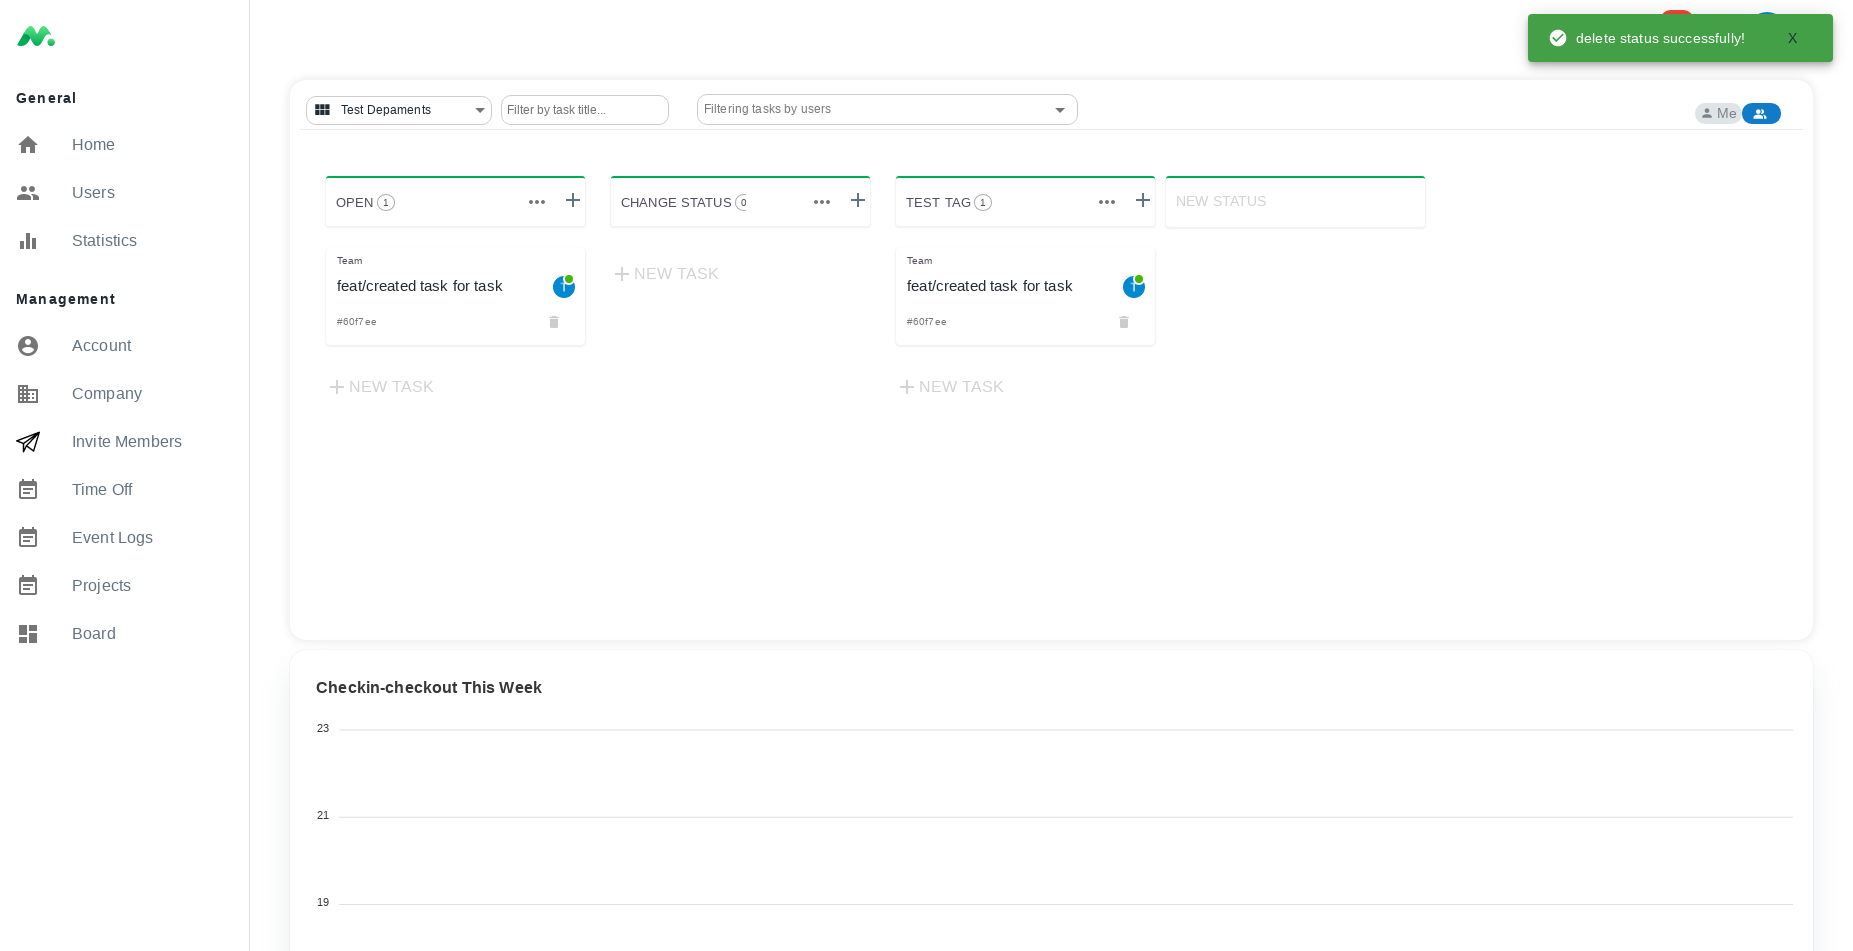 delete status successfully! X
General
Home
Users
Statistics
Management
Account
Company
Invite Members
Time Off
Event Logs
Projects
Board
Test Depaments
Filter by task title...
Filtering tasks by users
Me
OPEN 1
CHANGE STATUS 0
TEST TAG 1
NEW STATUS
Team
feat/created task for task
T
#60f7ee
NEW TASK
NEW TASK
Team
feat/created task for task
T
#60f7ee
NEW TASK
Checkin-checkout This Week
23
21
19